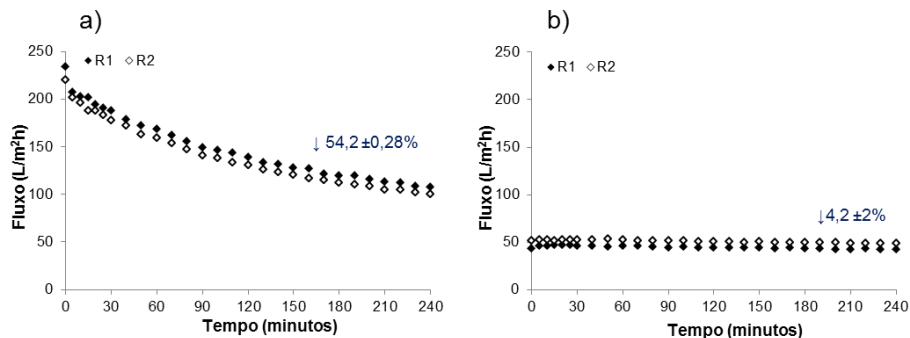 a)
250
200
150
100
50
0
Fluxo (L/m²h)
R1 R2
↓ 54,2 ±0,28%
0 30 60 90 120 150 180 210 240
Tempo (minutos)
b)
250
200
150
100
50
0
Fluxo (L/m²h)
R1 R2
↓4,2 ±2%
0 30 60 90 120 150 180 210 240
Tempo (minutos)